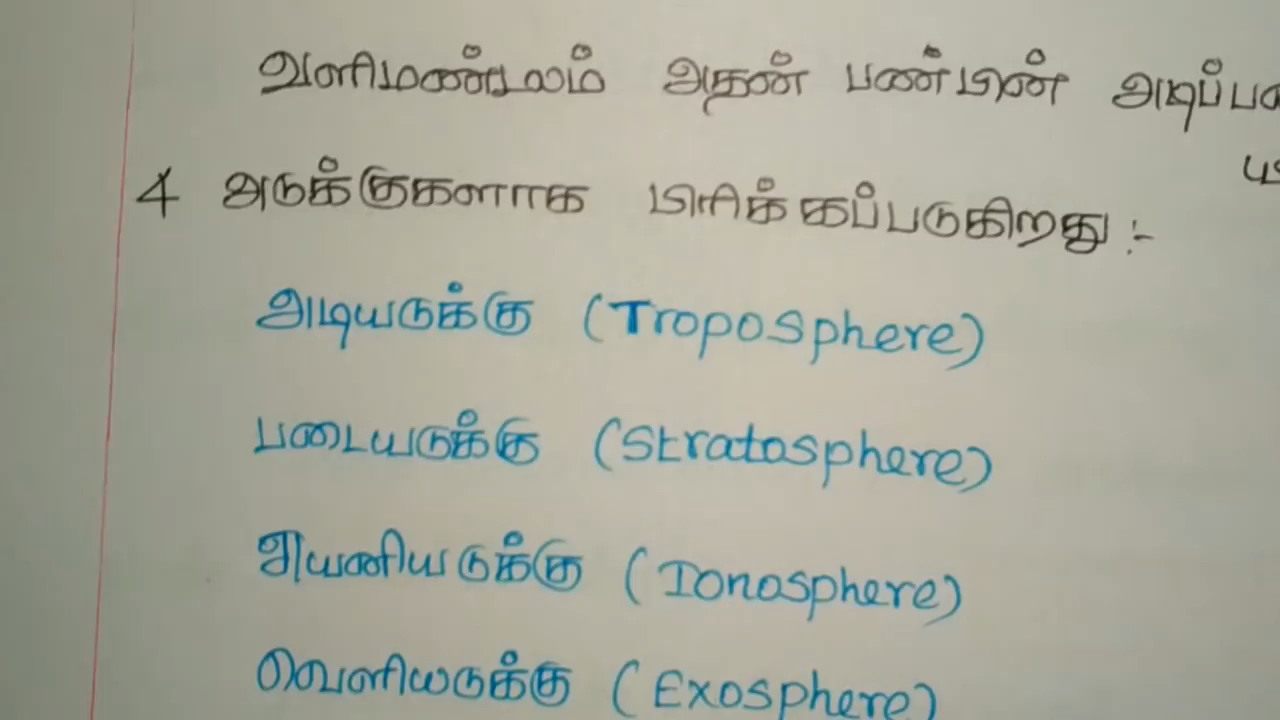 வளிமண்டலம் அதன் பண்பின் அடிப்ப
4 அடுக்குகளாக பிரிக்கப்படுகிறது :-
அடியடுக்கு (Troposphere)
படையடுக்கு (Stratosphere)
அயனியடுக்கு (Ionosphere)
வெளியடுக்கு (Exosphere)